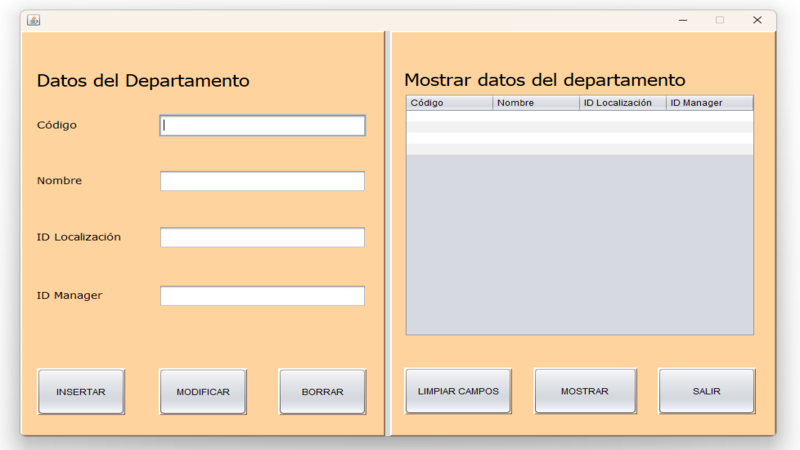 Datos del Departamento
Código
Nombre
ID Localización
ID Manager
INSERTAR MODIFICAR BORRAR
Mostrar datos del departamento
Código Nombre ID Localización ID Manager
LIMPIAR CAMPOS MOSTRAR SALIR